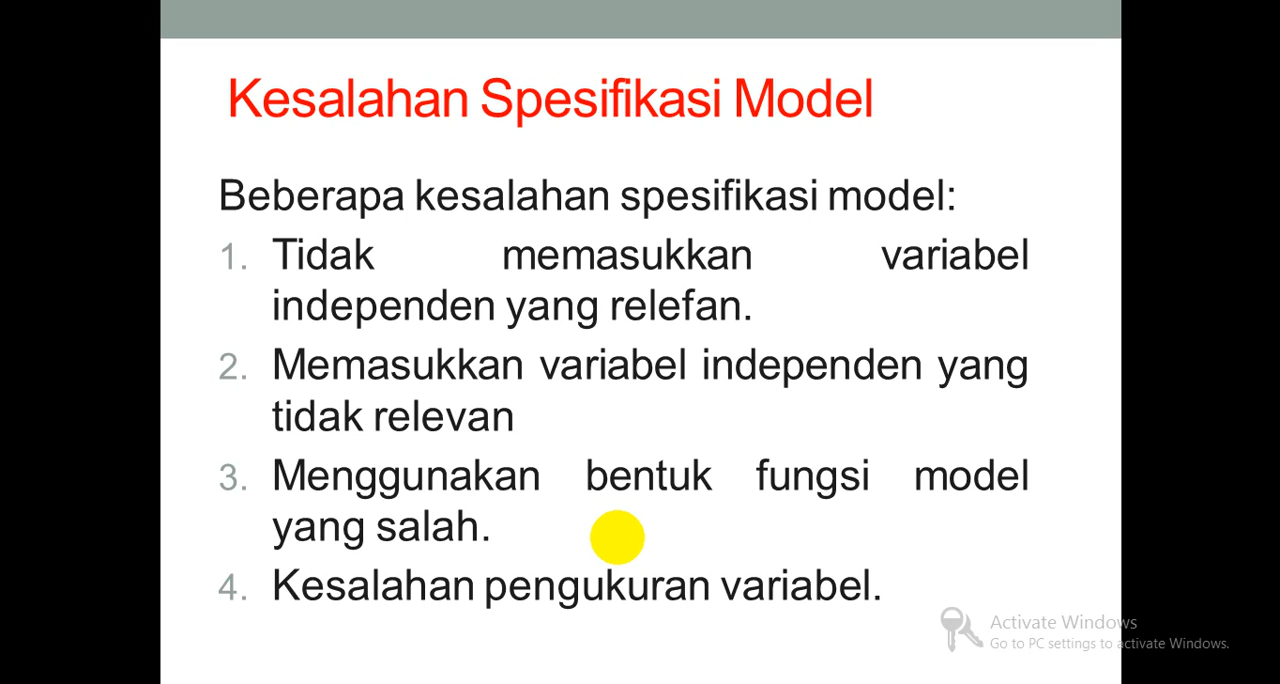 Kesalahan Spesifikasi Model
Beberapa kesalahan spesifikasi model:
1. Tidak memasukkan variabel
independen yang relefan.
2. Memasukkan variabel independen yang
tidak relevan
3. Menggunakan bentuk fungsi model
yang salah.
4. Kesalahan pengukuran variabel.
Activate Windows
Go to PC settings to activate Windows.